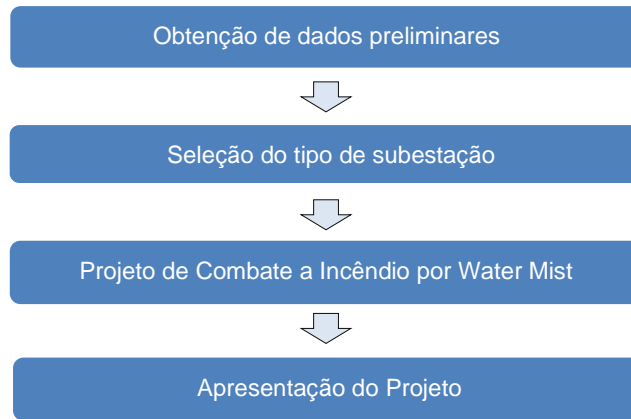 Obtenção de dados preliminares
Seleção do tipo de subestação
Projeto de Combate a Incêndio por Water Mist
Apresentação do Projeto